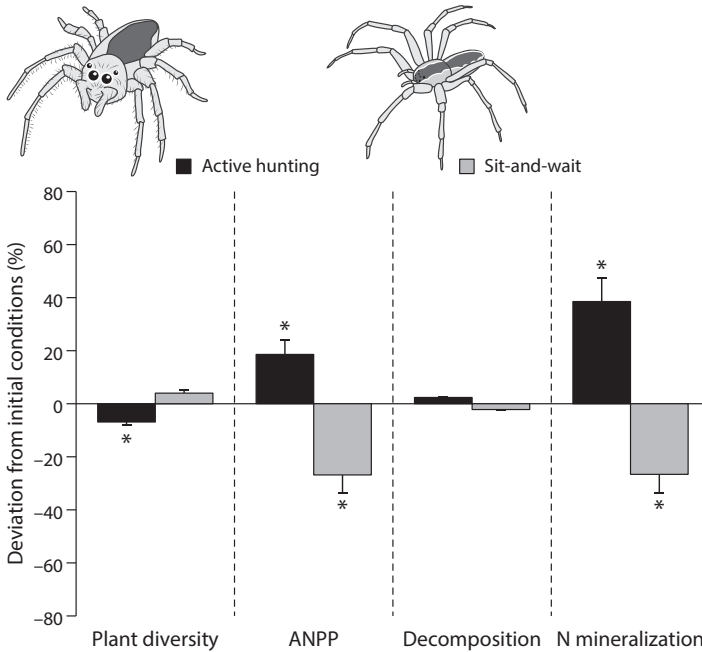 Active hunting
Sit-and-wait
Deviation from initial conditions (%)
80
60
40
20
0
−20
−40
−60
−80
*
*
*
*
*
Plant diversity
ANPP
Decomposition
N mineralization